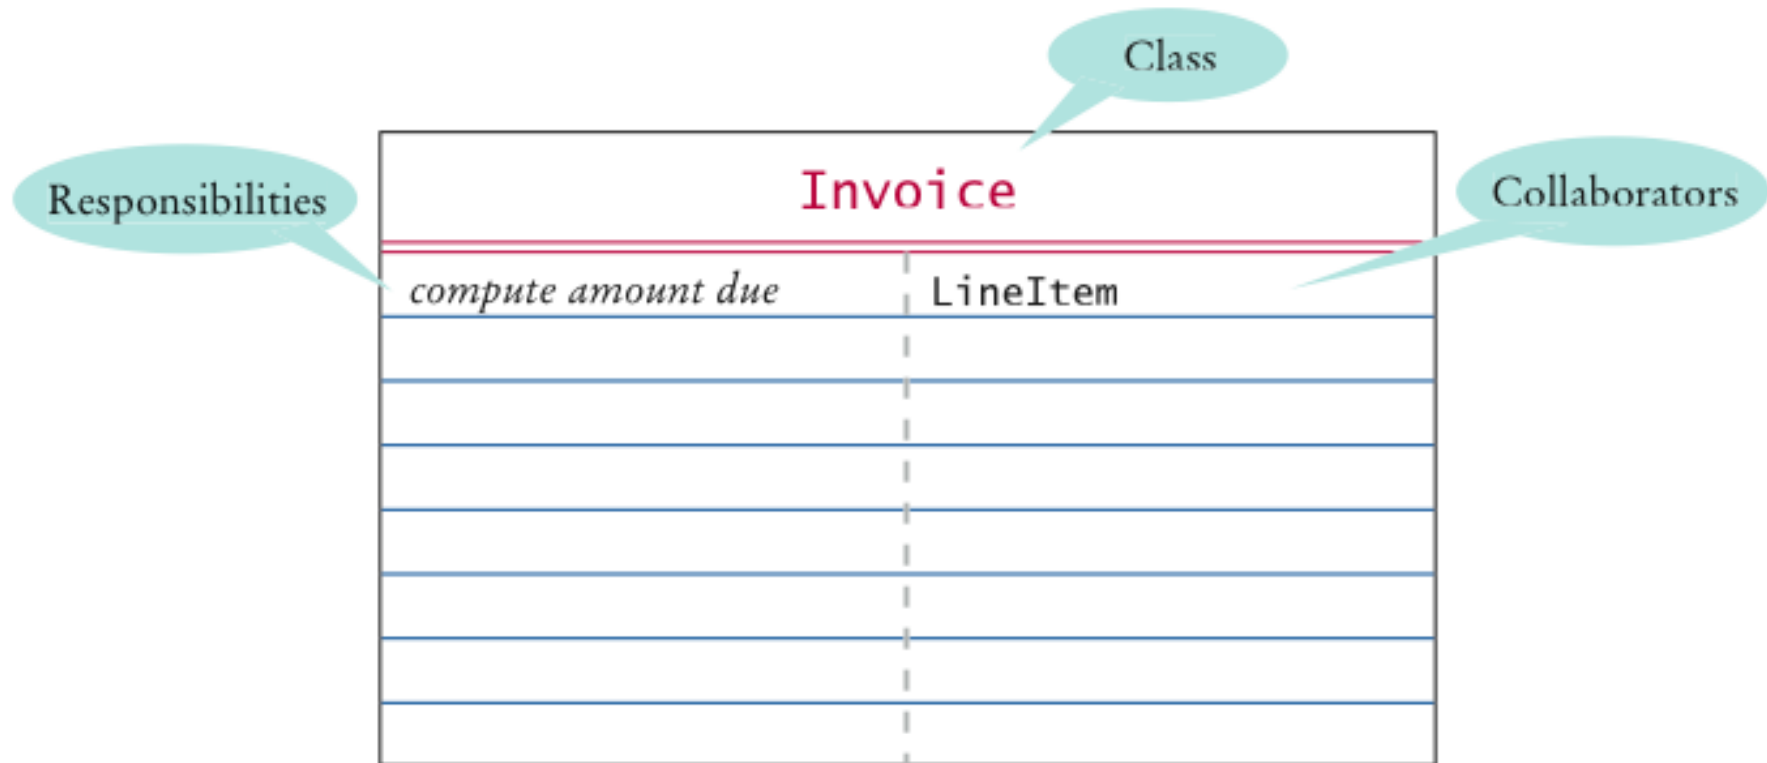 Class
Invoice
Responsibilities
Collaborators
compute amount due
LineItem